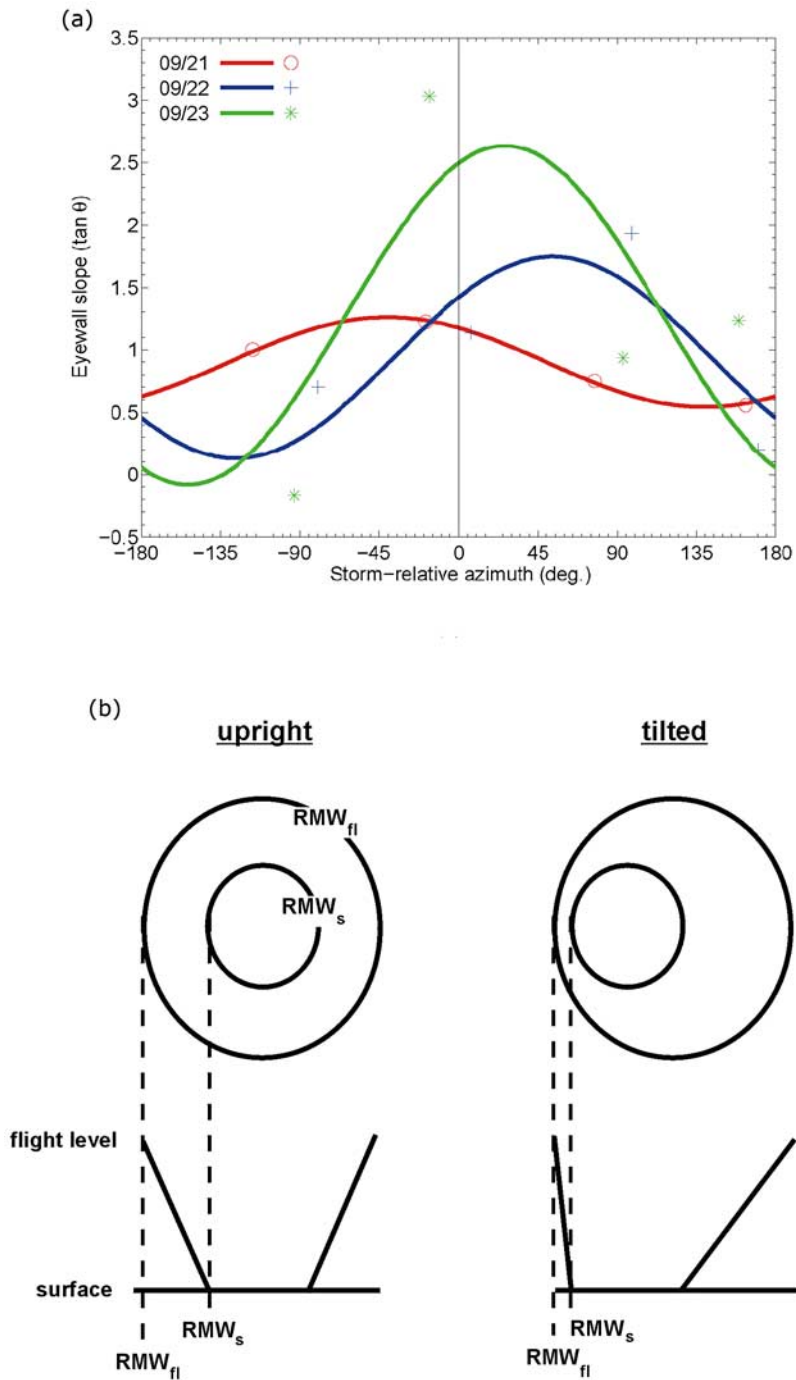 (a)
3.5
3
2.5
2
1.5
1
0.5
0
−0.5
Eyewall slope (tan θ)
09/21
09/22
09/23
−180 −135 −90 −45 0 45 90 135 180
Storm−relative azimuth (deg.)
(b)
upright tilted
RMWfl
RMWs
flight level
surface
RMWs RMWs
RMWfl RMWfl